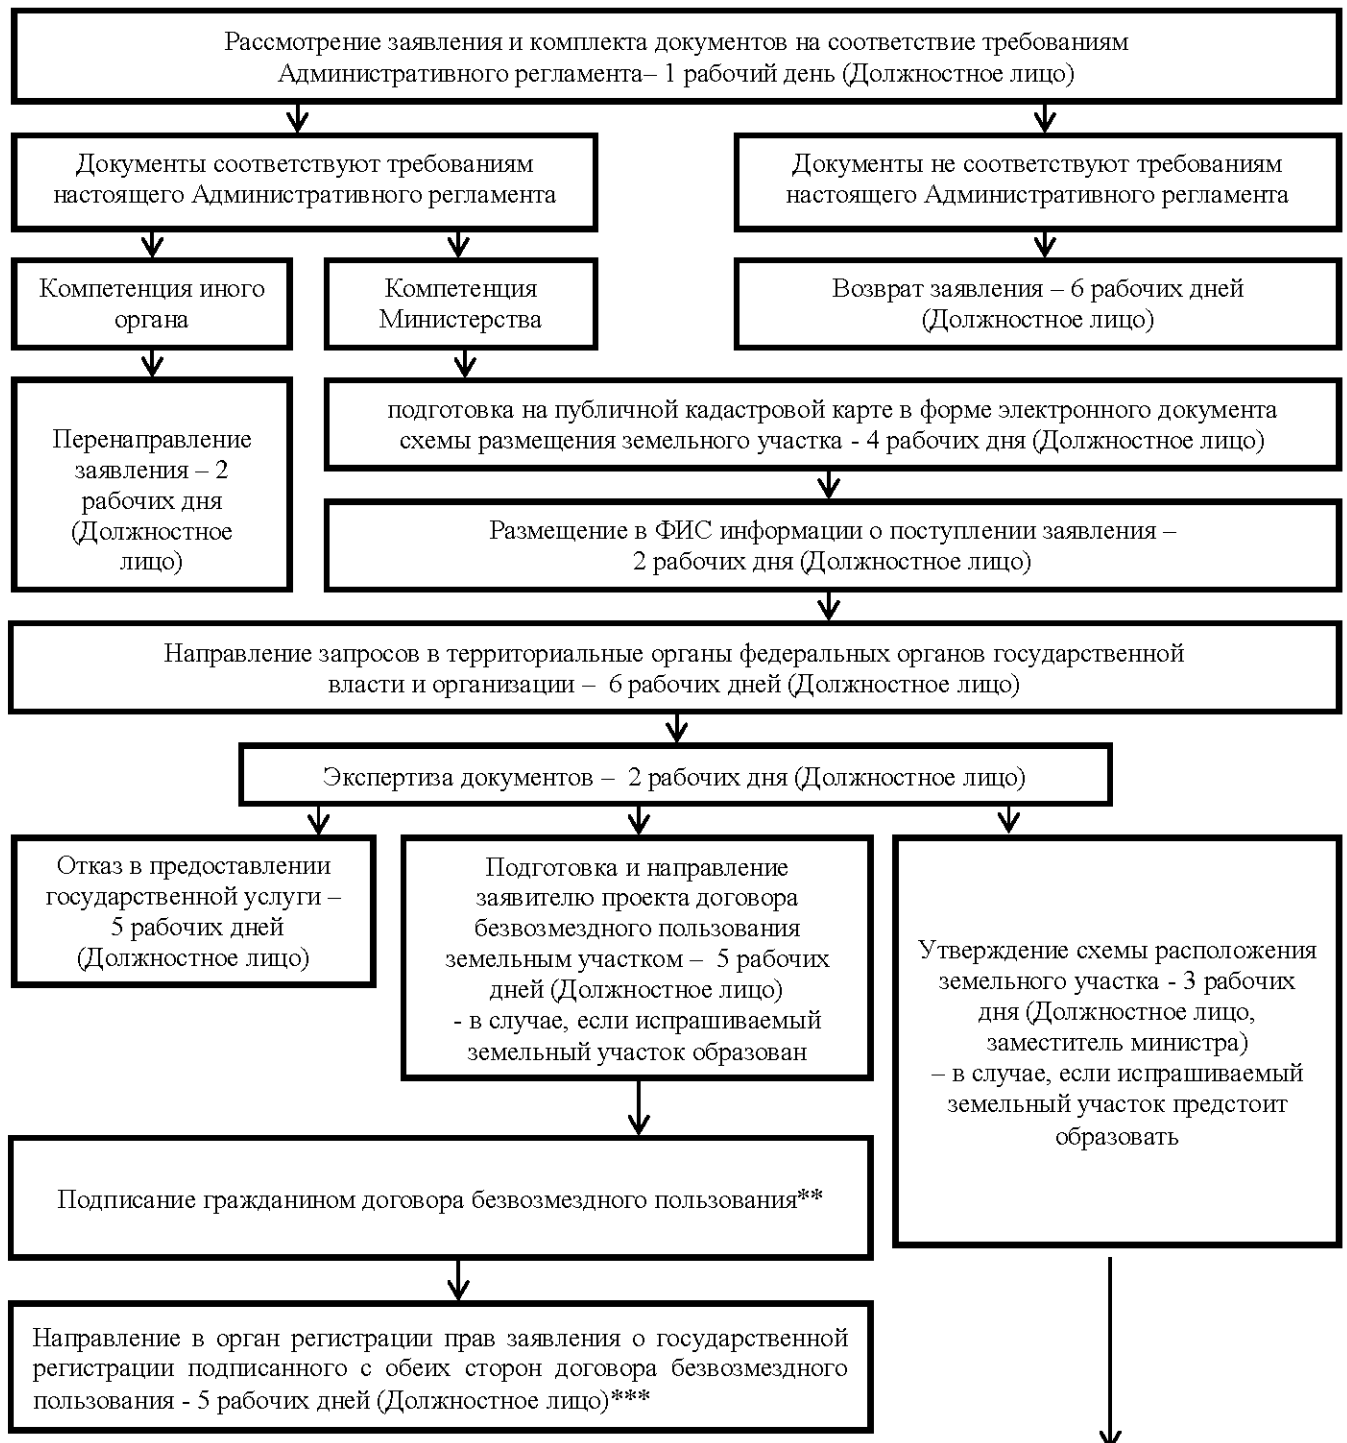 Рассмотрение заявления и комплекта документов на соответствие требованиям
Административного регламента– 1 рабочий день (Должностное лицо)
Документы соответствуют требованиям
настоящего Административного регламента
Документы не соответствуют требованиям
настоящего Административного регламента
Компетенция иного
органа
Компетенция
Министерства
Возврат заявления – 6 рабочих дней
(Должностное лицо)
Перенаправление
заявления – 2
рабочих дня
(Должностное
лицо)
подготовка на публичной кадастровой карте в форме электронного документа
схемы размещения земельного участка - 4 рабочих дня (Должностное лицо)
Размещение в ФИС информации о поступлении заявления –
2 рабочих дня (Должностное лицо)
Направление запросов в территориальные органы федеральных органов государственной
власти и организации – 6 рабочих дней (Должностное лицо)
Экспертиза документов – 2 рабочих дня (Должностное лицо)
Отказ в предоставлении
государственной услуги –
5 рабочих дней
(Должностное лицо)
Подготовка и направление
заявителю проекта договора
безвозмездного пользования
земельным участком – 5 рабочих
дней (Должностное лицо)
- в случае, если испрашиваемый
земельный участок образован
Утверждение схемы расположения
земельного участка - 3 рабочих
дня (Должностное лицо,
заместитель министра)
– в случае, если испрашиваемый
земельный участок предстоит
образовать
Подписание гражданином договора безвозмездного пользования**
Направление в орган регистрации прав заявления о государственной
регистрации подписанного с обеих сторон договора безвозмездного
пользования - 5 рабочих дней (Должностное лицо)***